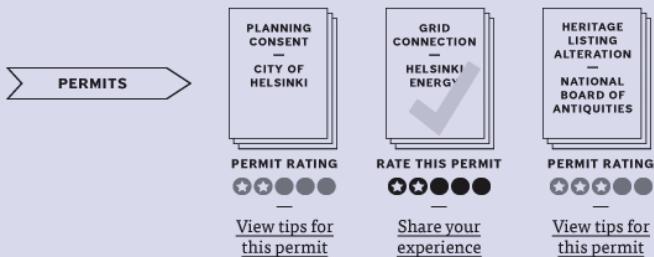 PERMITS
PLANNING
CONSENT
—
CITY OF
HELSINKI
PERMIT RATING
—
View tips for
this permit
GRID
CONNECTION
—
HELSINKI
ENERGY
RATE THIS PERMIT
—
Share your
experience
HERITAGE
LISTING
ALTERATION
—
NATIONAL
BOARD OF
ANTIQUITIES
PERMIT RATING
—
View tips for
this permit